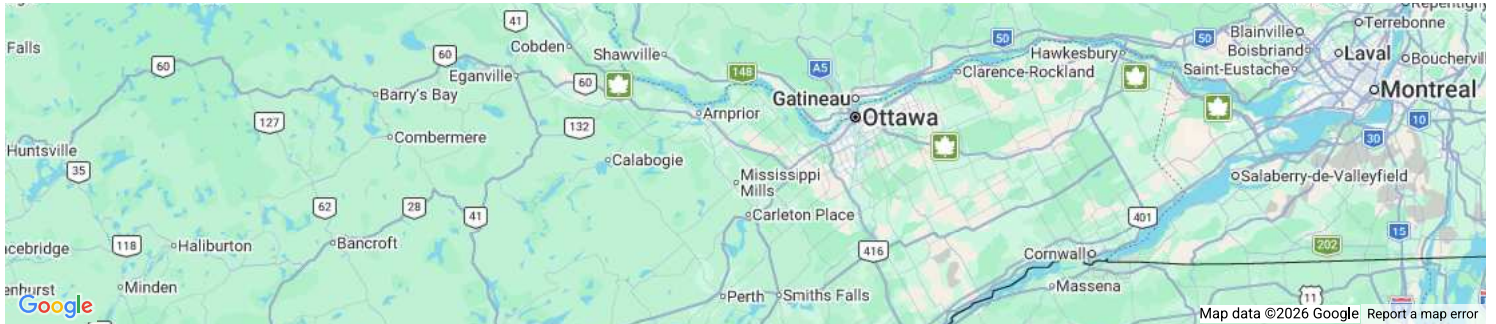 Repentigny
41
Terrebonne
Blainville
50
50
Falls
Cobden
Shawville
Hawkesbury
Boisbriand
Laval
60
60
Boucherville
Eganville
60
148
A5
Clarence-Rockland
Saint-Eustache
Barry's Bay
Gatineau
Montreal
Arnprior
Ottawa
127
132
10
Combermere
30
Huntsville
Calabogie
35
Mississippi
Mills
Salaberry-de-Valleyfield
62
28
41
Carleton Place
401
15
118
Haliburton
Bancroft
416
Cornwall
202
Minden
Massena
Perth
Smiths Falls
11
Google
Map data ©2026 Google
Report a map error